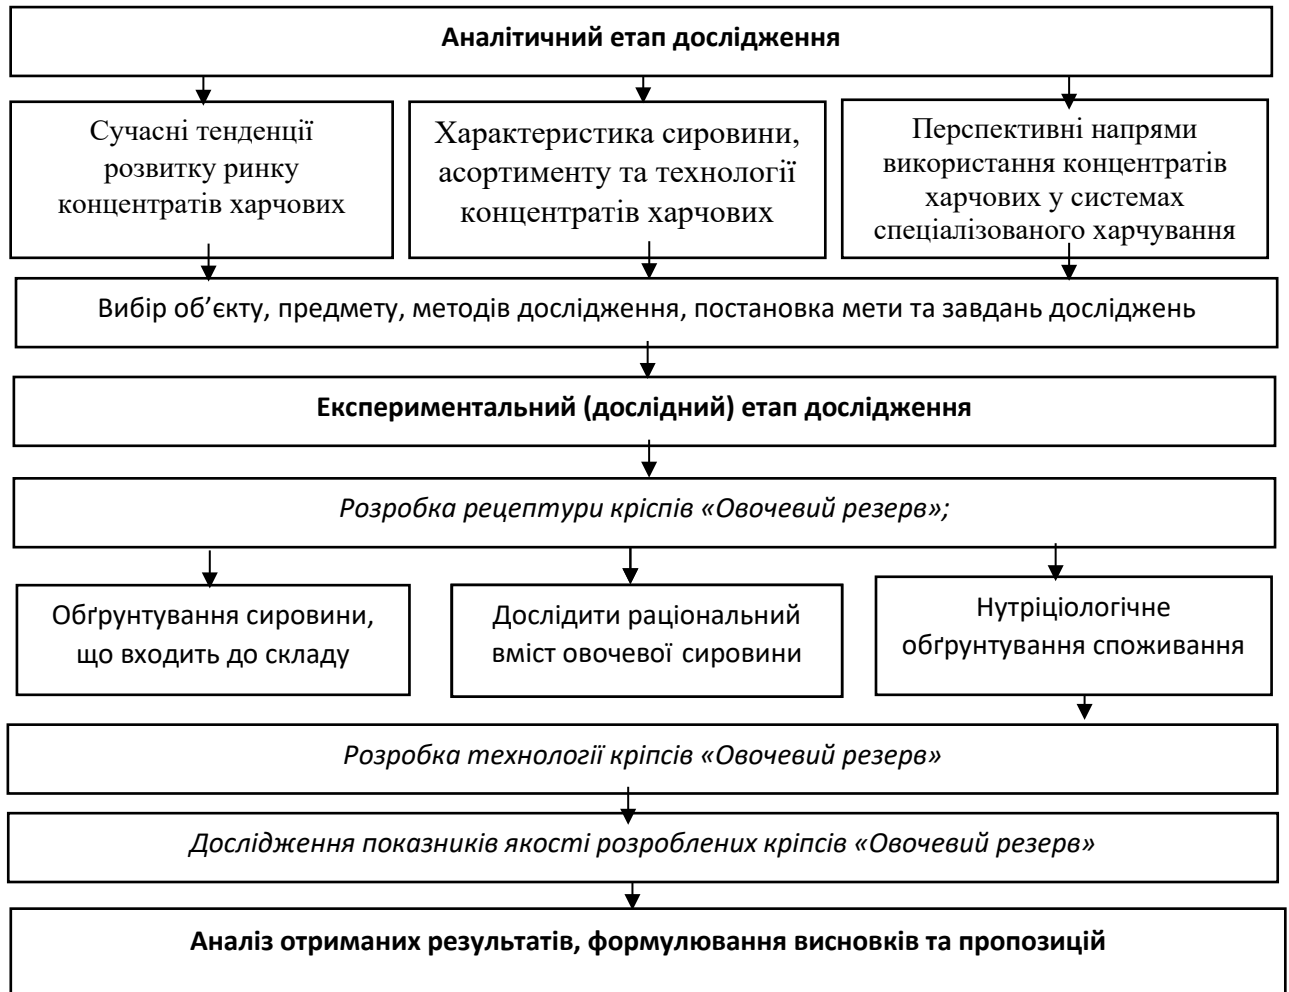 Аналітичний етап дослідження
Сучасні тенденції
розвитку ринку
концентратів харчових
Характеристика сировини,
асортименту та технології
концентратів харчових
Перспективні напрями
використання концентратів
харчових у системах
спеціалізованого харчування
Вибір об’єкту, предмету, методів дослідження, постановка мети та завдань досліджень
Експериментальний (дослідний) етап дослідження
Розробка рецептури кріспів «Овочевий резерв»;
Обґрунтування сировини,
що входить до складу
Дослідити раціональний
вміст овочевої сировини
Нутріціологічне
обґрунтування споживання
Розробка технології кріпсів «Овочевий резерв»
Дослідження показників якості розроблених кріпсів «Овочевий резерв»
Аналіз отриманих результатів, формулювання висновків та пропозицій